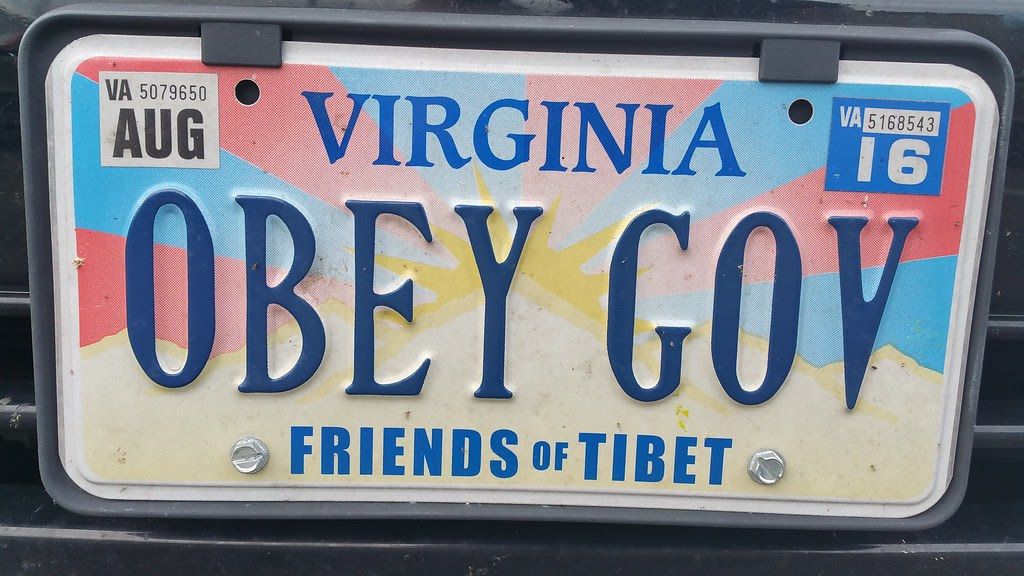 VA 5079650
AUG
VIRGINIA
VA 5168543
16
OBEY GOV
FRIENDS OF TIBET